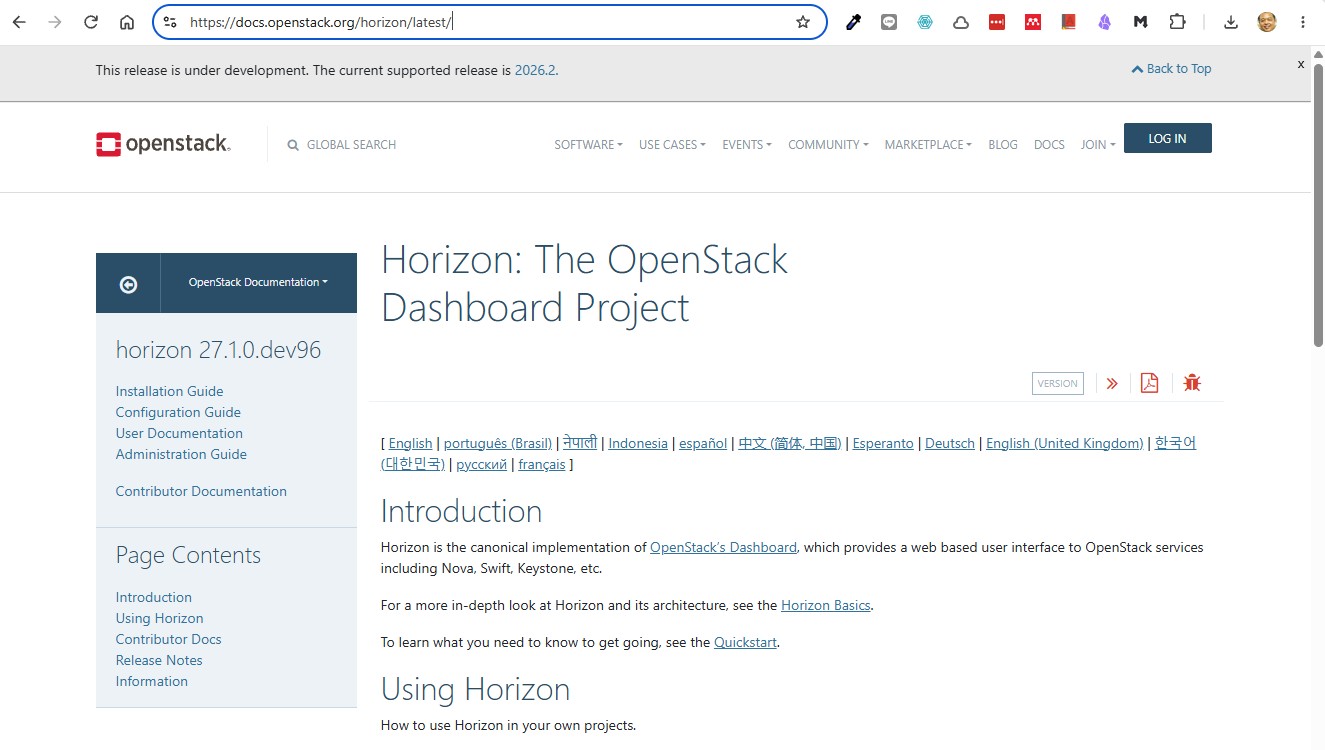 https://docs.openstack.org/horizon/latest/
This release is under development. The current supported release is 2026.2.
Back to Top
x
openstack.
GLOBAL SEARCH
SOFTWARE
USE CASES
EVENTS
COMMUNITY
MARKETPLACE
BLOG
DOCS
JOIN
LOG IN
OpenStack Documentation
horizon 27.1.0.dev96
Installation Guide
Configuration Guide
User Documentation
Administration Guide
Contributor Documentation
Page Contents
Introduction
Using Horizon
Contributor Docs
Release Notes
Information
Horizon: The OpenStack
Dashboard Project
VERSION
[ English | português (Brasil) | नेपाली | Indonesia | español | 中文 (简体, 中国) | Esperanto | Deutsch | English (United Kingdom) | 한국어
(대한민국) | русский | français ]
Introduction
Horizon is the canonical implementation of OpenStack’s Dashboard, which provides a web based user interface to OpenStack services
including Nova, Swift, Keystone, etc.
For a more in-depth look at Horizon and its architecture, see the Horizon Basics.
To learn what you need to know to get going, see the Quickstart.
Using Horizon
How to use Horizon in your own projects.